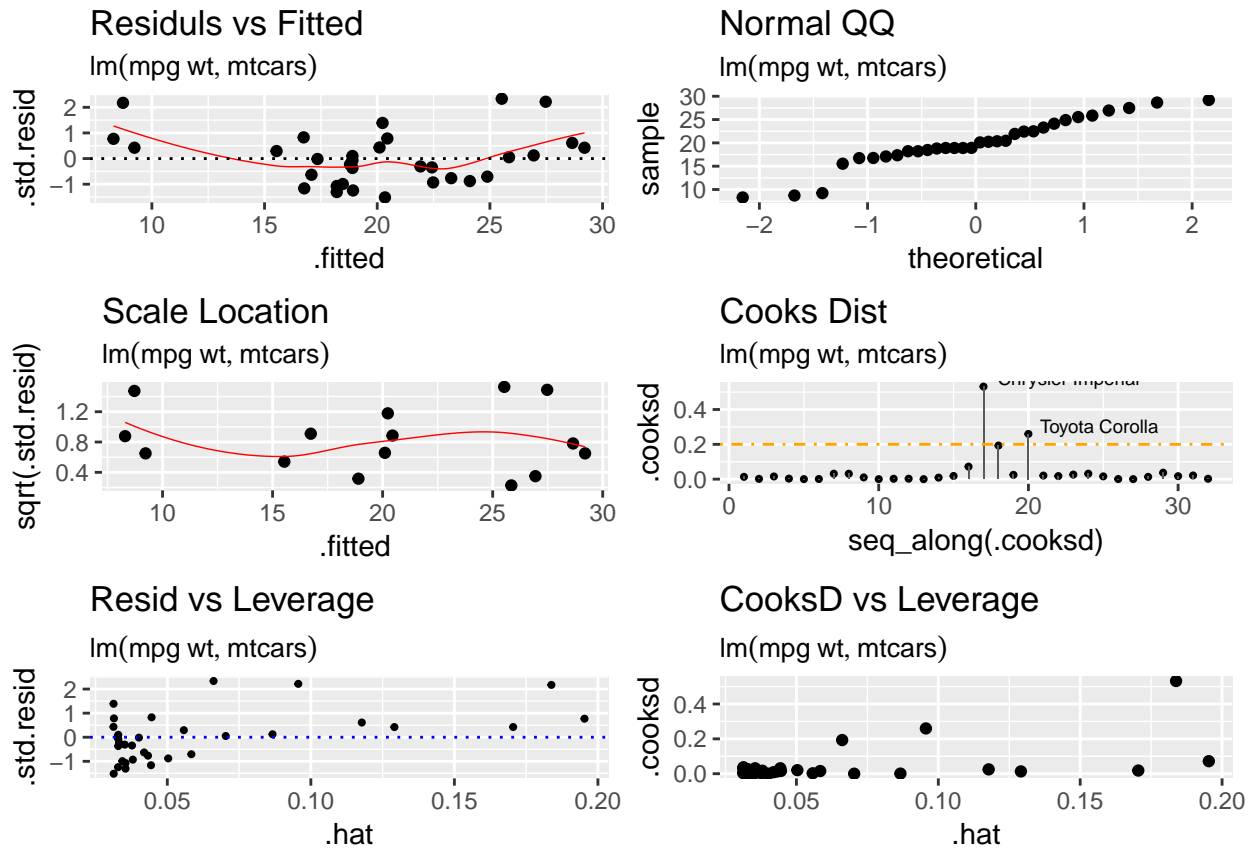 Residuls vs Fitted
lm(mpg wt, mtcars)
.std.resid
2
1
0
−1
10
15
20
25
30
.fitted
Normal QQ
lm(mpg wt, mtcars)
sample
30
25
20
15
10
−2
−1
0
1
2
theoretical
Scale Location
lm(mpg wt, mtcars)
sqrt(.std.resid)
1.2
0.8
0.4
10
15
20
25
30
.fitted
Cooks Dist
lm(mpg wt, mtcars)
.cooksd
0.4
0.2
0.0
Chrysler Imperial
Toyota Corolla
0
10
20
30
seq_along(.cooksd)
Resid vs Leverage
lm(mpg wt, mtcars)
.std.resid
2
1
0
−1
0.05
0.10
0.15
0.20
.hat
CooksD vs Leverage
lm(mpg wt, mtcars)
.cooksd
0.4
0.2
0.0
0.05
0.10
0.15
0.20
.hat